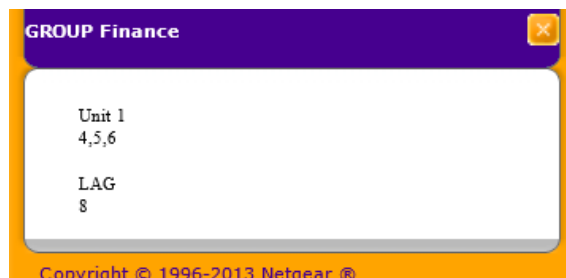 GROUP Finance
Unit 1
4,5,6
LAG
8
Copyright © 1996-2013 Netgear ®